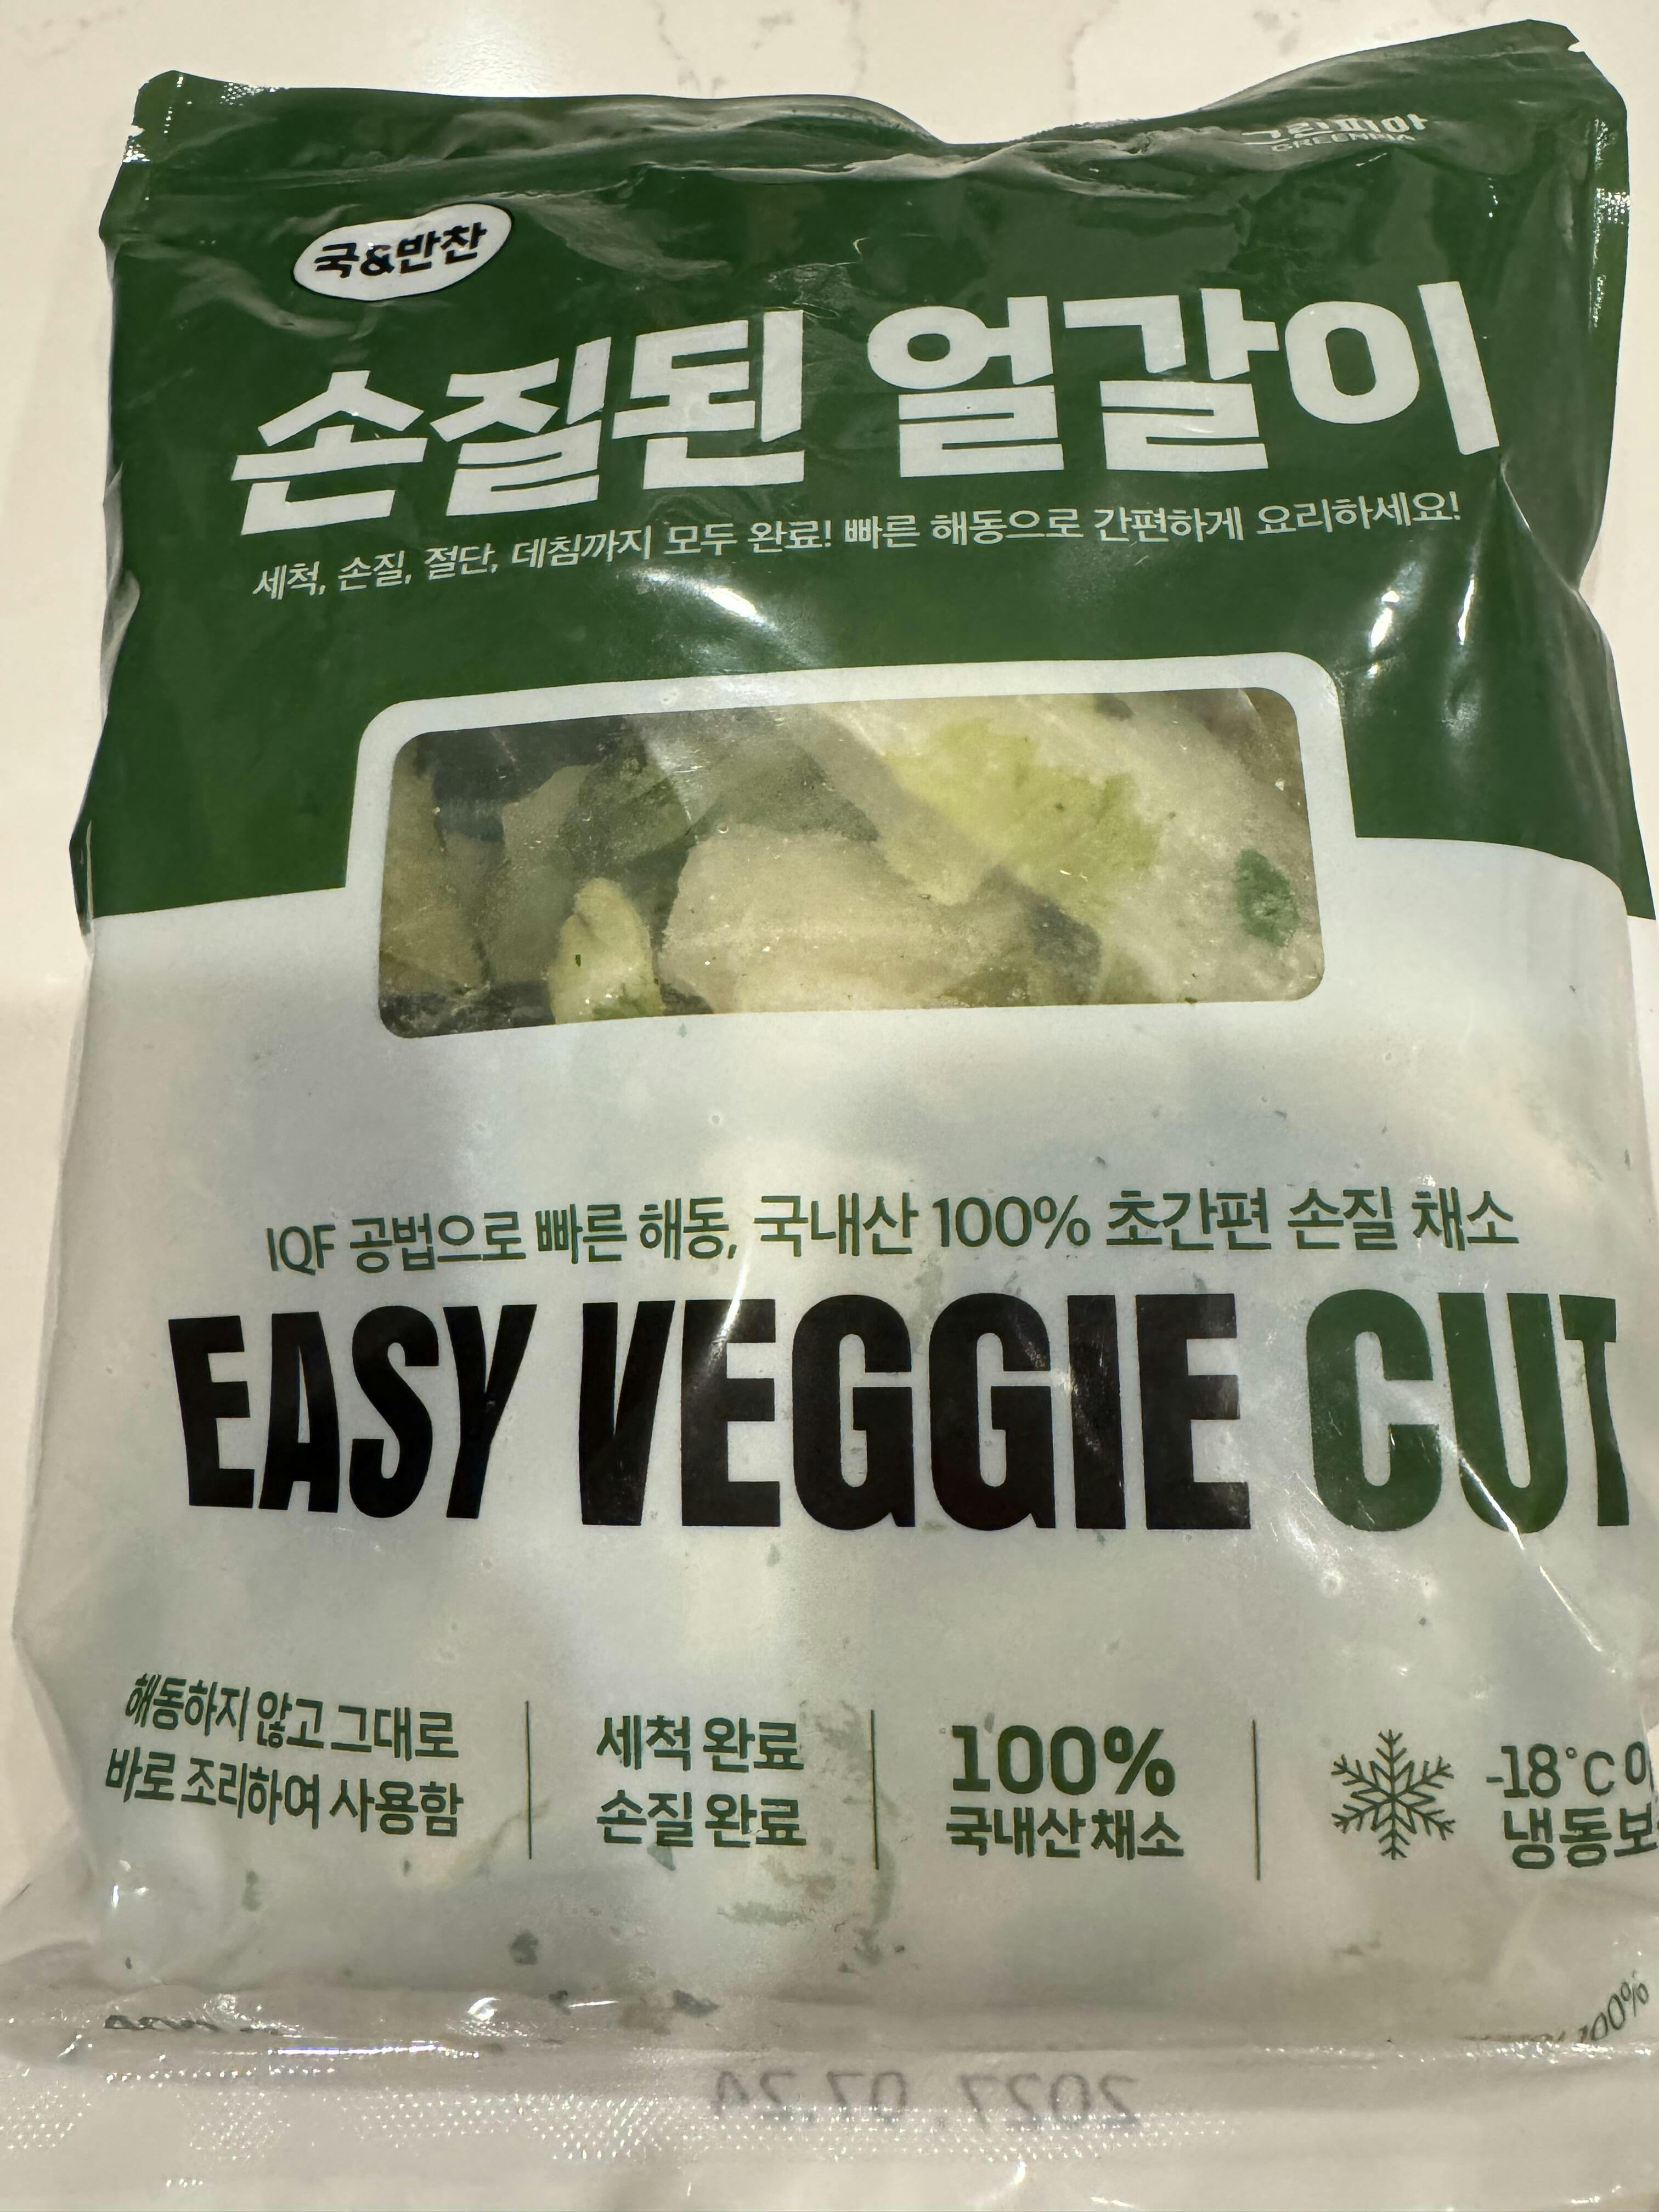 그린피아
GREENPIA
국&반찬
손질된 얼갈이
세척, 손질, 절단, 데침까지 모두 완료! 빠른 해동으로 간편하게 요리하세요!
IQF 공법으로 빠른 해동, 국내산 100% 초간편 손질 채소
EASY VEGGIE CUT
해동하지 않고 그대로
바로 조리하여 사용함
세척 완료
손질 완료
100%
국내산 채소
-18°C
냉동보
100%
2027.07.24